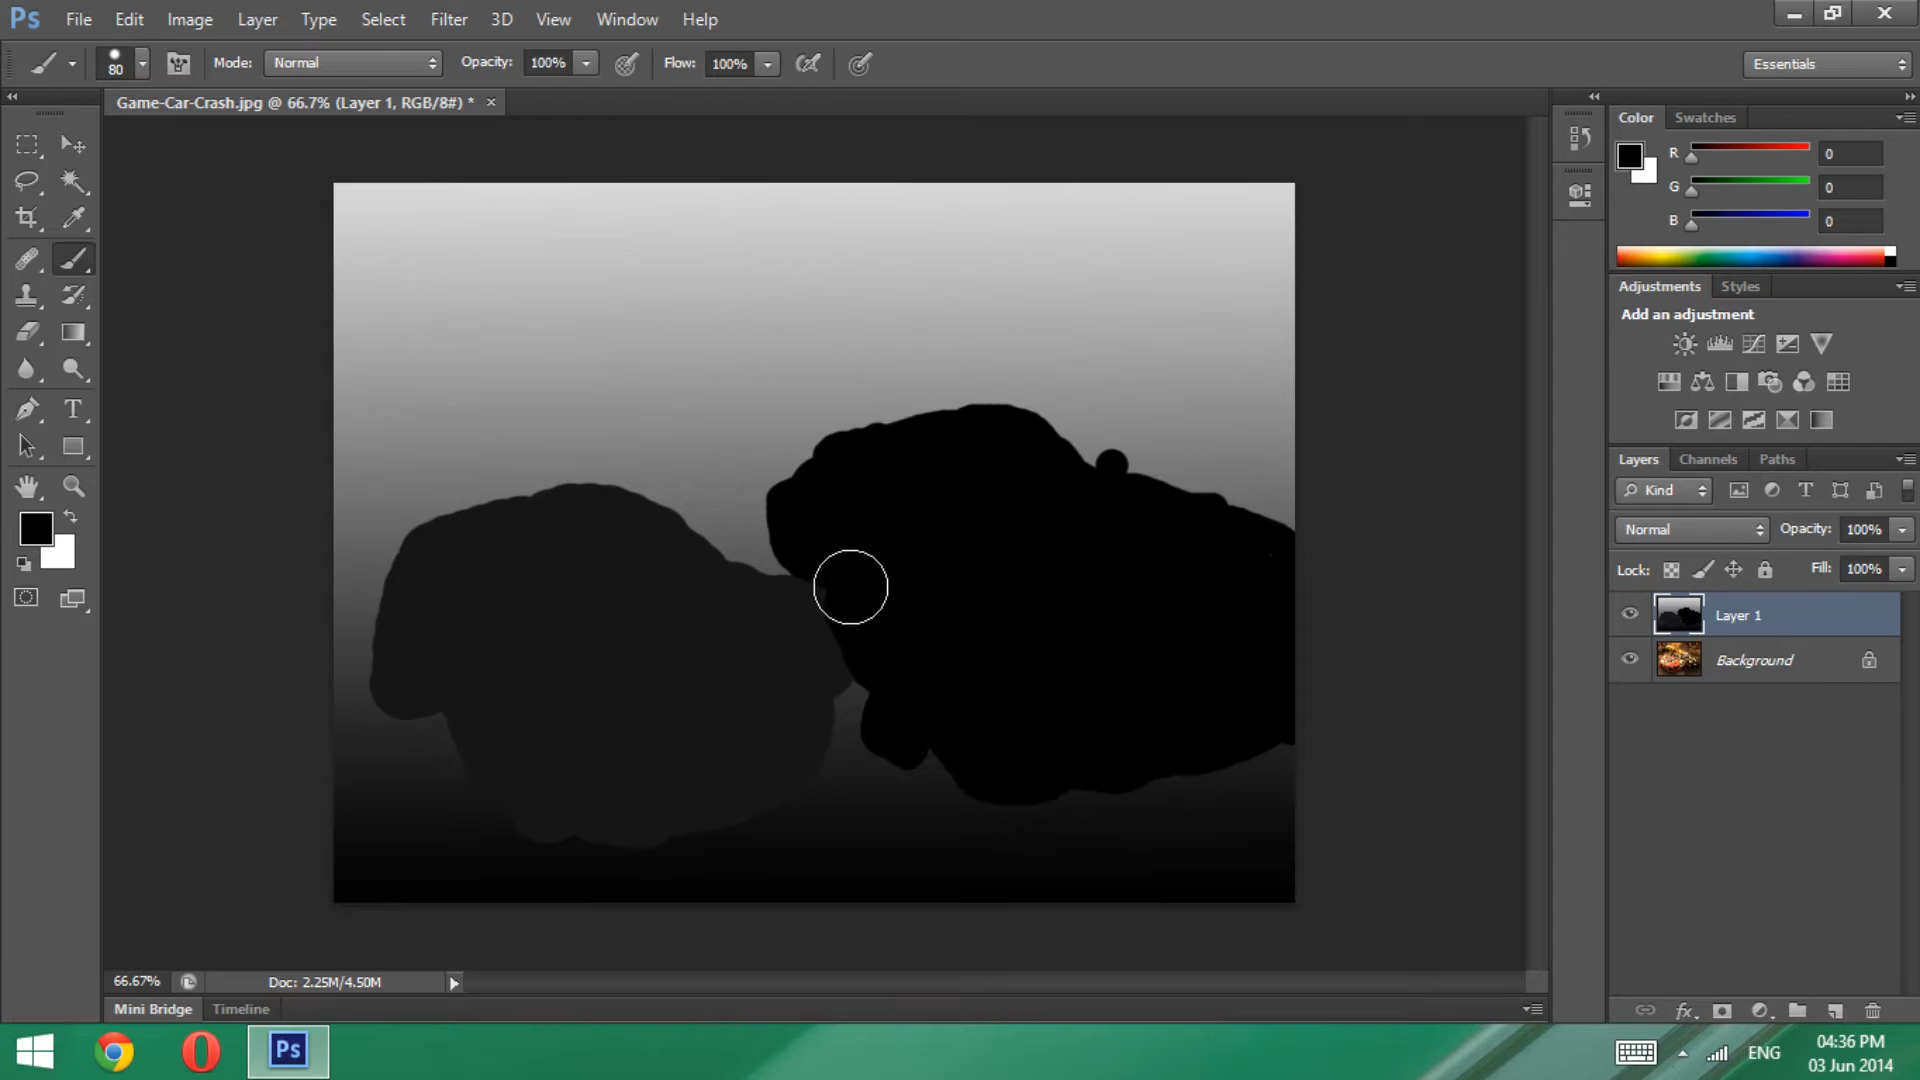 Ps File Edit Image Layer Type Select Filter 3D View Window Help
80 Mode: Normal Opacity: 100% Flow: 100% Essentials
Game-Car-Crash.jpg @ 66.7% (Layer 1, RGB/8#) * ×
Color Swatches
R 0
G 0
B 0
Adjustments Styles
Add an adjustment
T
Layers Channels Paths
Kind T
Normal Opacity: 100%
Lock: Fill: 100%
Layer 1
Background
66.67% Doc: 2.25M/4.50M
Mini Bridge Timeline
fx
Ps ENG 04:36 PM
03 Jun 2014